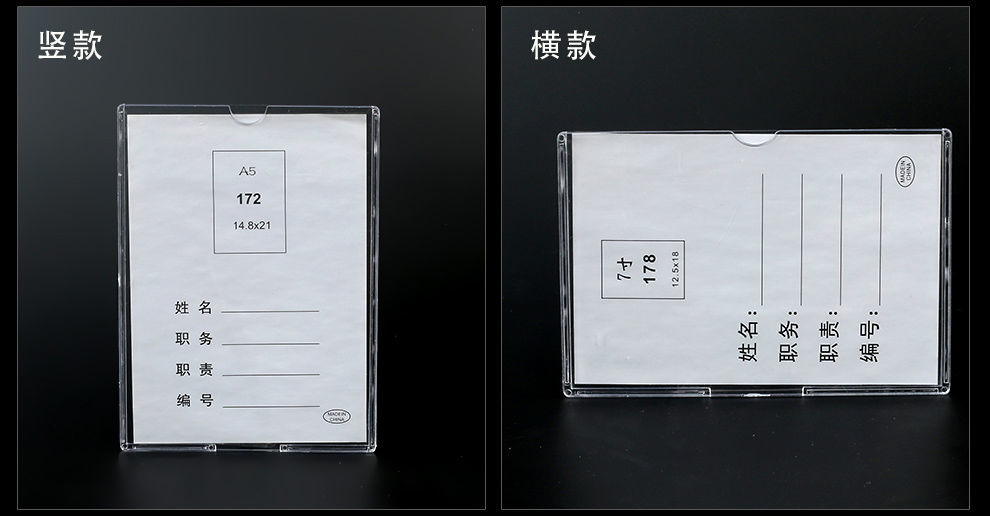 竖款
A5
172
14.8x21
姓 名
职 务
职 责
编 号
MADE IN
CHINA
横款
7寸
178
12.5x18
姓名:
职务:
职责:
编号:
MADE IN
CHINA